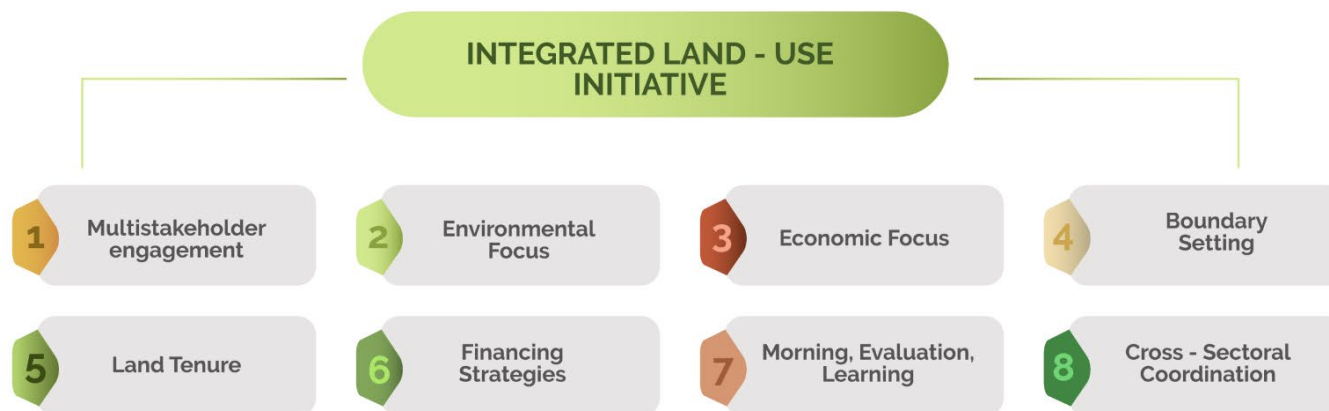 INTEGRATED LAND - USE
INITIATIVE
1
Multistakeholder
engagement
2
Environmental
Focus
3
Economic Focus
4
Boundary
Setting
5
Land Tenure
6
Financing
Strategies
7
Morning, Evaluation,
Learning
8
Cross - Sectoral
Coordination